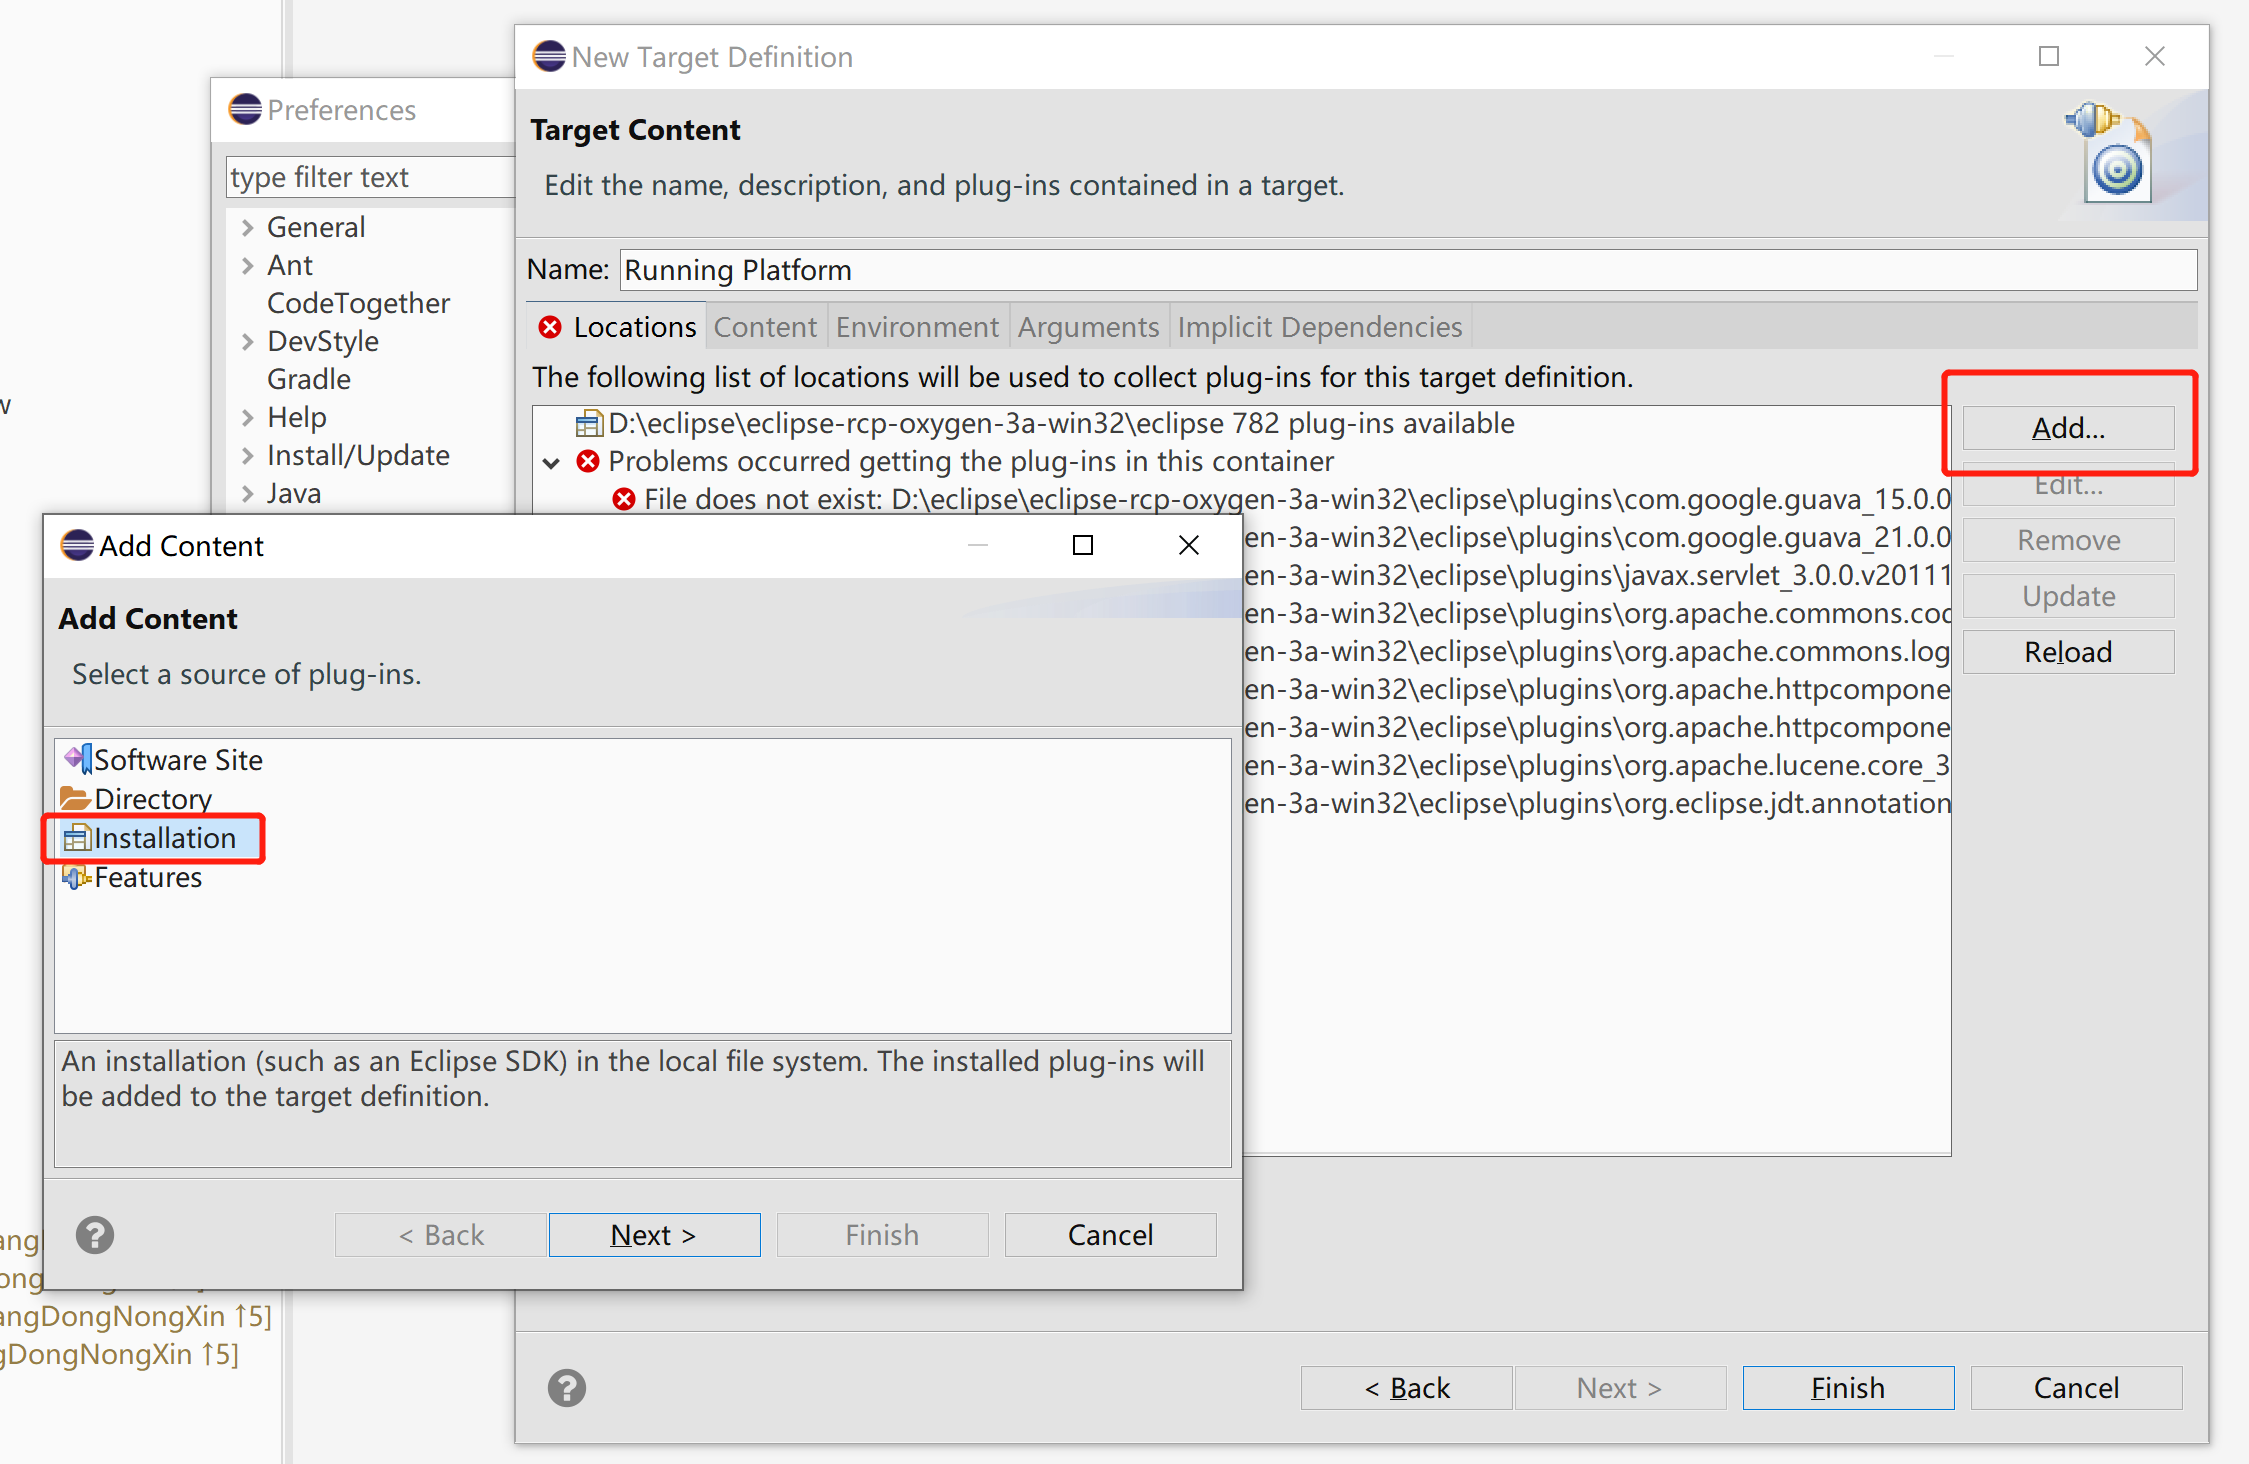 New Target Definition
Preferences
Target Content
Edit the name, description, and plug-ins contained in a target.
type filter text
General
Ant
CodeTogether
DevStyle
Gradle
Help
Install/Update
Java
w
Name: Running Platform
Locations Content Environment Arguments Implicit Dependencies
The following list of locations will be used to collect plug-ins for this target definition.
D:\eclipse\eclipse-rcp-oxygen-3a-win32\eclipse 782 plug-ins available
Problems occurred getting the plug-ins in this container
File does not exist: D:\eclipse\eclipse-rcp-oxygen-3a-win32\eclipse\plugins\com.google.guava_15.0.0
en-3a-win32\eclipse\plugins\com.google.guava_21.0.0
en-3a-win32\eclipse\plugins\javax.servlet_3.0.0.v20111
en-3a-win32\eclipse\plugins\org.apache.commons.cod
en-3a-win32\eclipse\plugins\org.apache.commons.log
en-3a-win32\eclipse\plugins\org.apache.httpcompone
en-3a-win32\eclipse\plugins\org.apache.httpcompone
en-3a-win32\eclipse\plugins\org.apache.lucene.core_3
en-3a-win32\eclipse\plugins\org.eclipse.jdt.annotation
Add...
Edit...
Remove
Update
Reload
Add Content
Add Content
Select a source of plug-ins.
Software Site
Directory
Installation
Features
An installation (such as an Eclipse SDK) in the local file system. The installed plug-ins will
be added to the target definition.
< Back Next > Finish Cancel
ang
ong
angDongNongXin ↑5]
gDongNongXin ↑5]
< Back Next > Finish Cancel